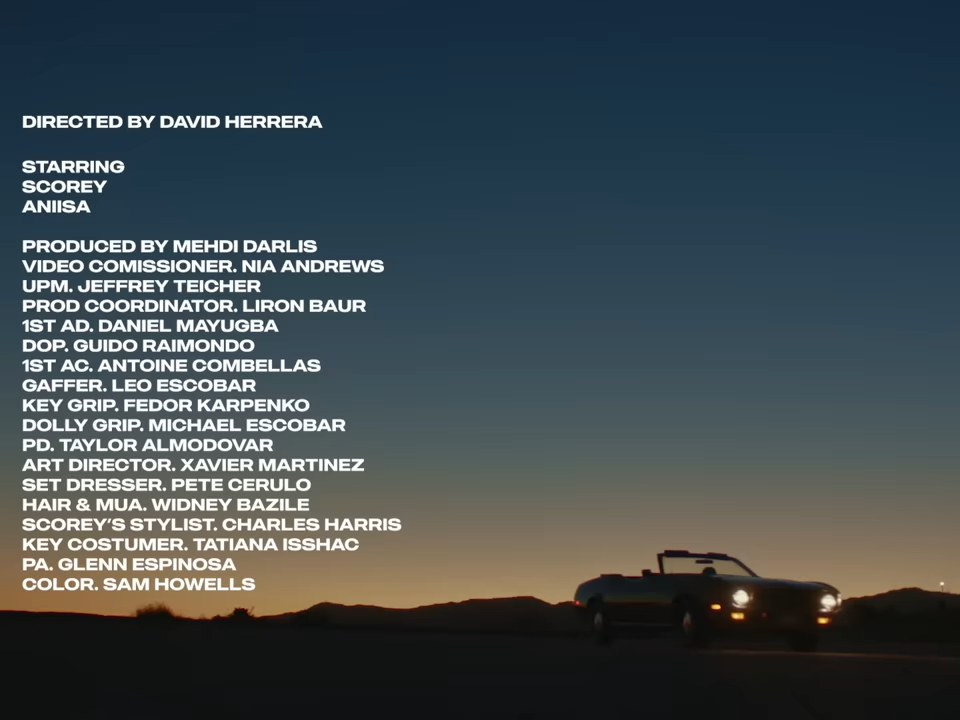 DIRECTED BY DAVID HERRERA
STARRING
SCOREY
ANIISA
PRODUCED BY MEHDI DARLIS
VIDEO COMISSIONER. NIA ANDREWS
UPM. JEFFREY TEICHER
PROD COORDINATOR. LIRON BAUR
1ST AD. DANIEL MAYUGBA
DOP. GUIDO RAIMONDO
1ST AC. ANTOINE COMBELLAS
GAFFER. LEO ESCOBAR
KEY GRIP. FEDOR KARPENKO
DOLLY GRIP. MICHAEL ESCOBAR
PD. TAYLOR ALMODOVAR
ART DIRECTOR. XAVIER MARTINEZ
SET DRESSER. PETE CERULO
HAIR & MUA. WIDNEY BAZILE
SCOREY'S STYLIST. CHARLES HARRIS
KEY COSTUMER. TATIANA ISSHAC
PA. GLENN ESPINOSA
COLOR. SAM HOWELLS